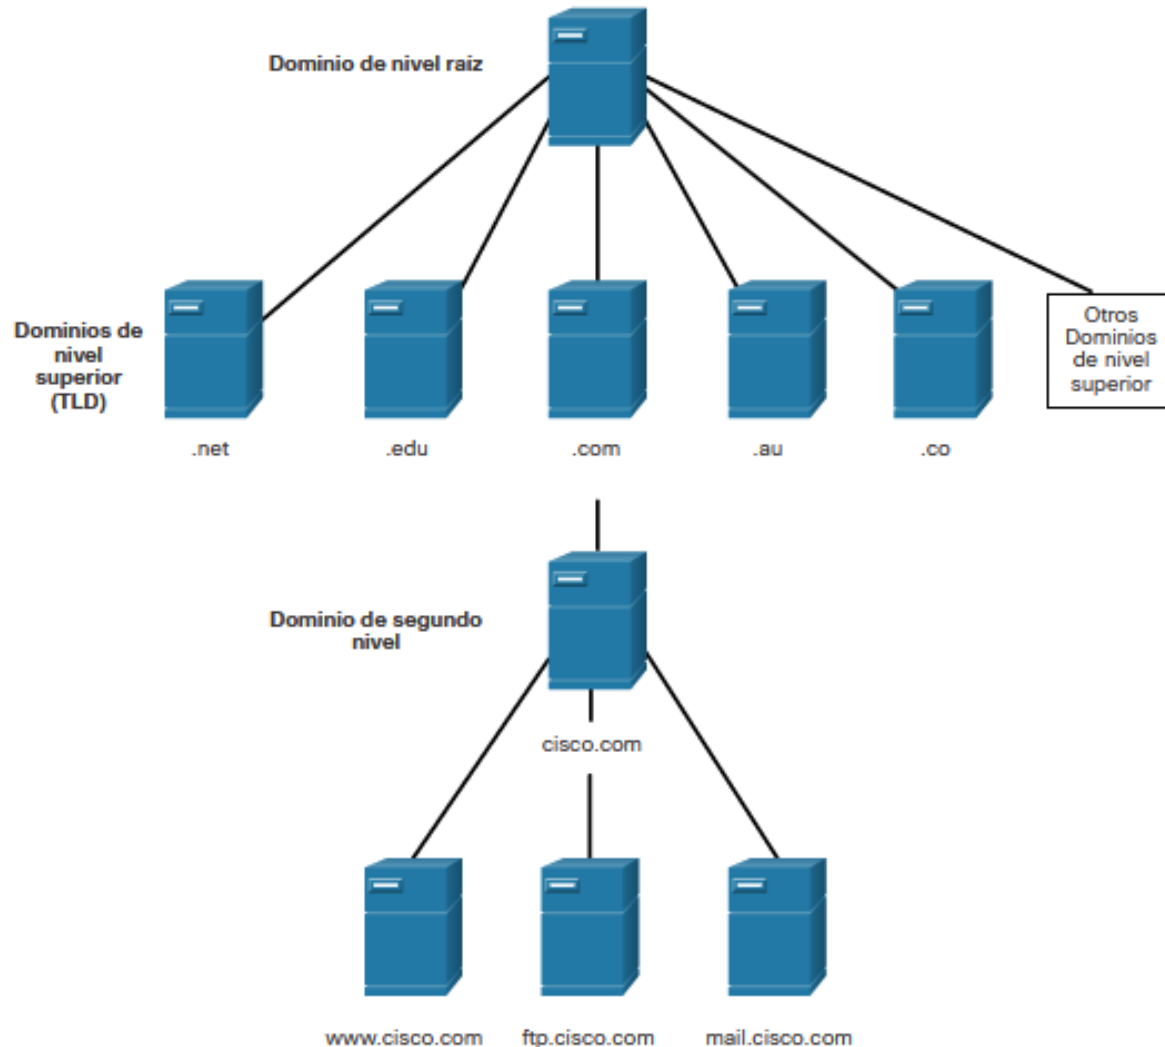 Dominio de nivel raíz
Dominios de
nivel
superior
(TLD)
Otros
Dominios
de nivel
superior
.net
.edu
.com
.au
.co
Dominio de segundo
nivel
cisco.com
www.cisco.com
ftp.cisco.com
mail.cisco.com